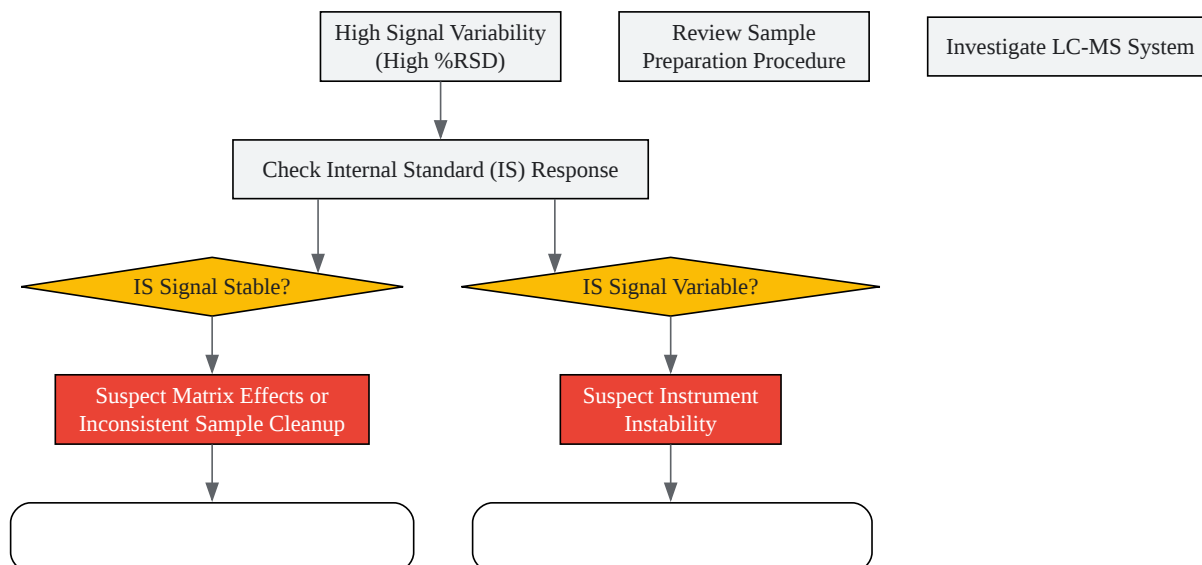 High Signal Variability
(High %RSD)
Review Sample
Preparation Procedure
Investigate LC-MS System
Check Internal Standard (IS) Response
IS Signal Stable?
IS Signal Variable?
Suspect Matrix Effects or
Inconsistent Sample Cleanup
Suspect Instrument
Instability